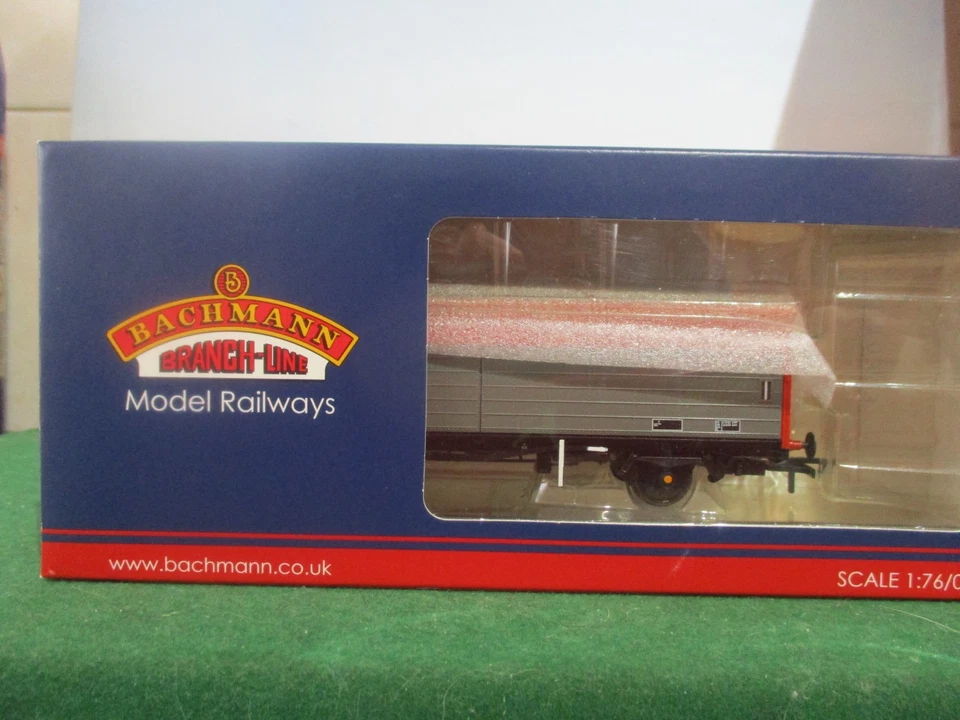 B
BACHMANN
BRANCH-LINE
Model Railways
www.bachmann.co.uk
SCALE 1:76/0